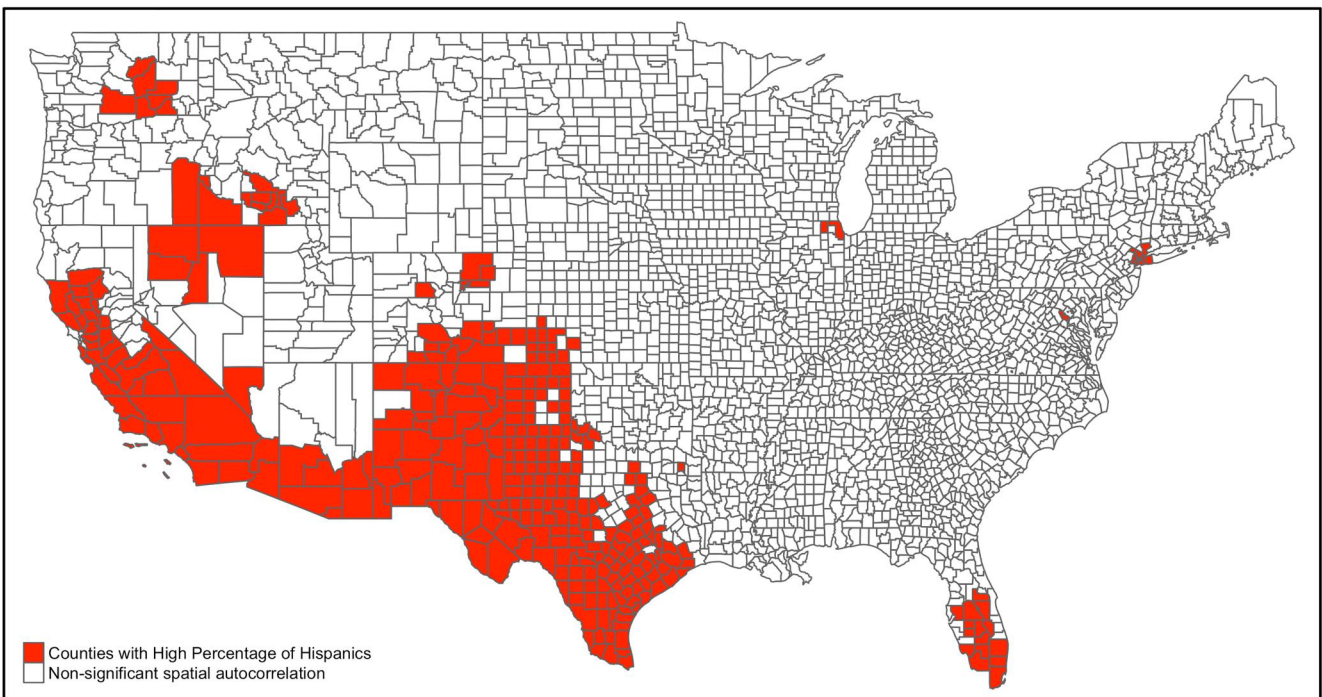 Counties with High Percentage of Hispanics
Non-significant spatial autocorrelation